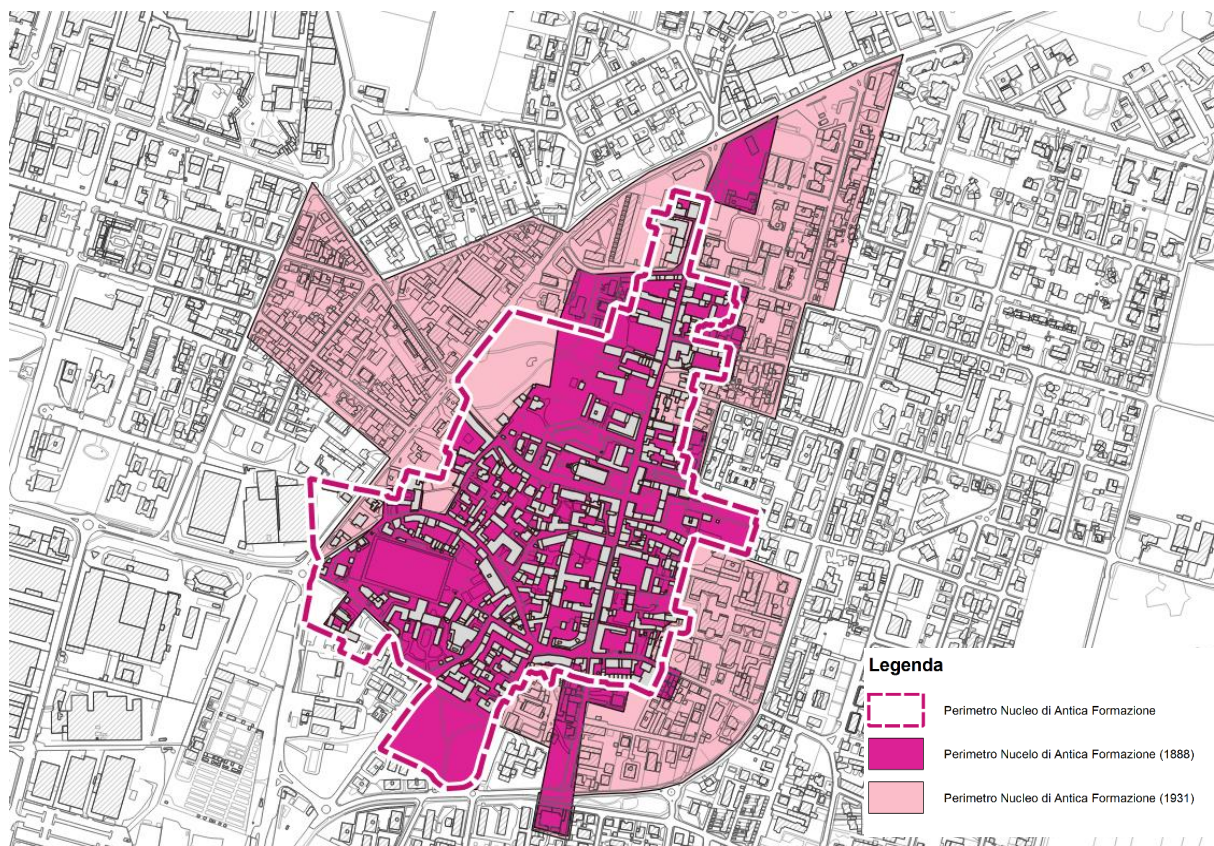 Legenda
Perimetro Nucleo di Antica Formazione
Perimetro Nucelo di Antica Formazione (1888)
Perimetro Nucleo di Antica Formazione (1931)